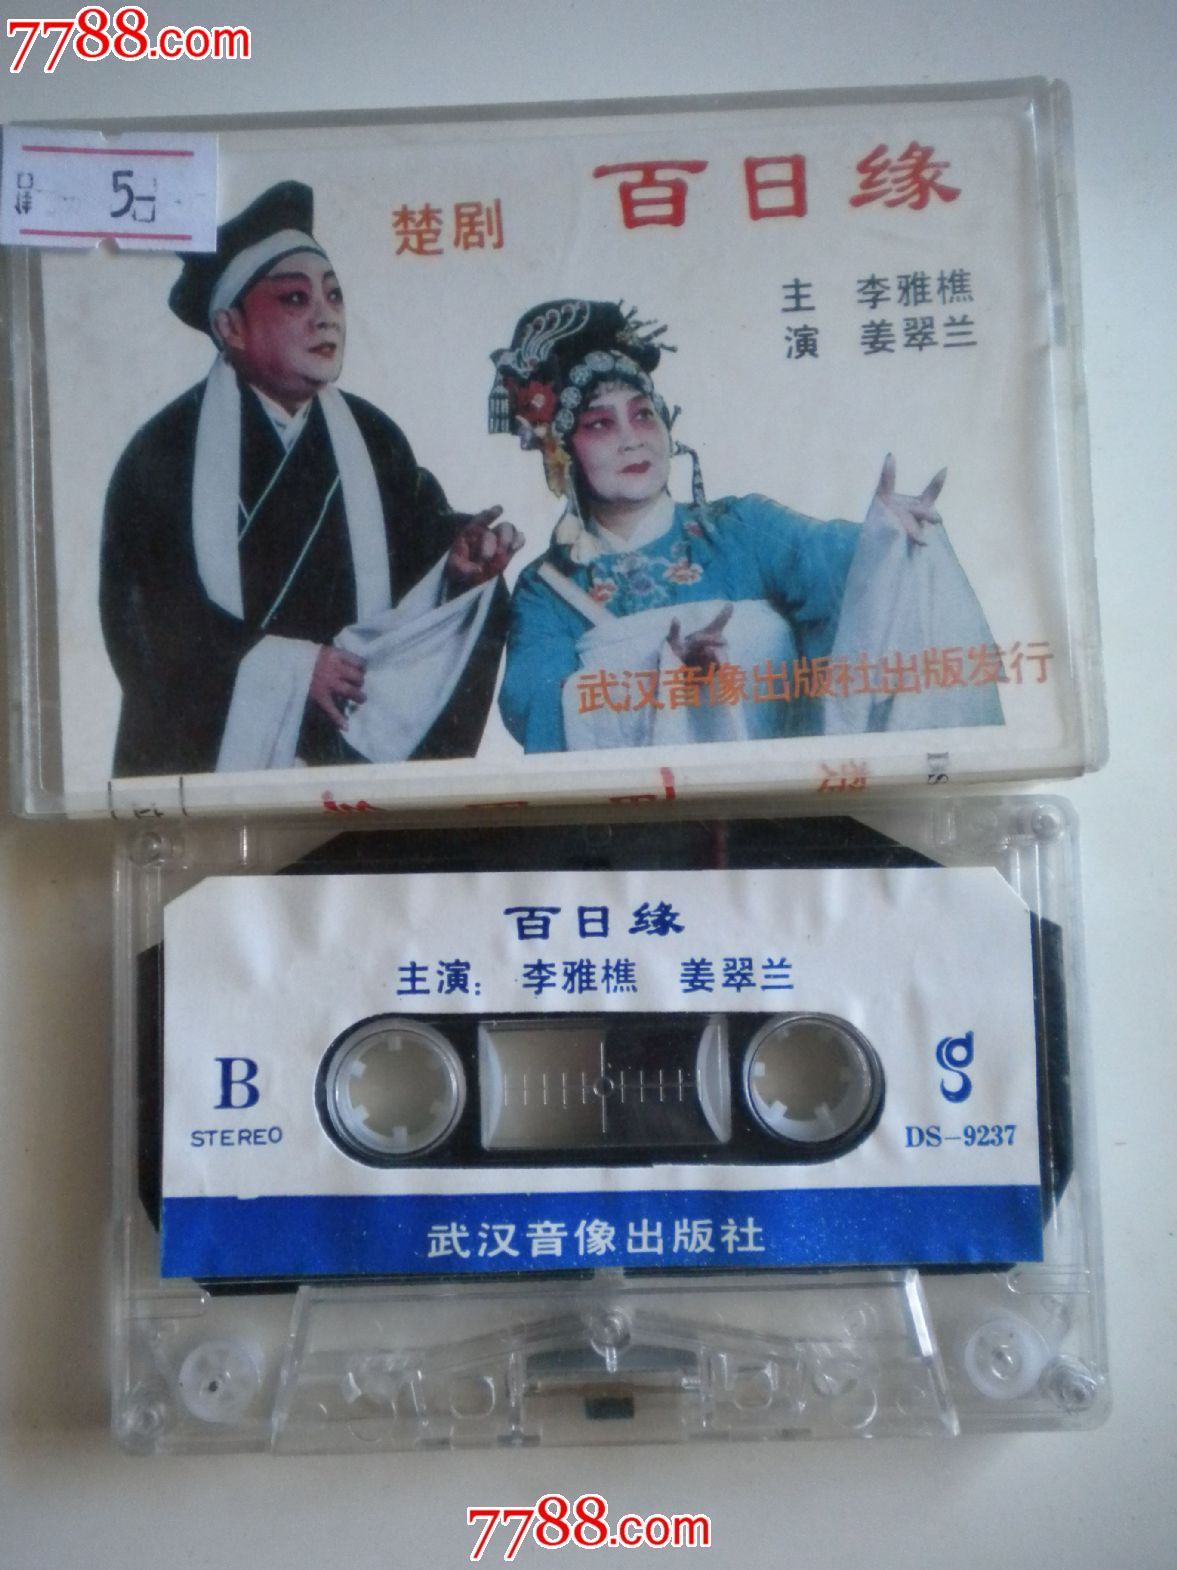 7788.com
5
楚剧
百日缘
主 李雅樵
演 姜翠兰
武汉音像出版社出版发行
DS
百日缘
主演：李雅樵 姜翠兰
B
STEREO
DS-9237
武汉音像出版社
7788.com